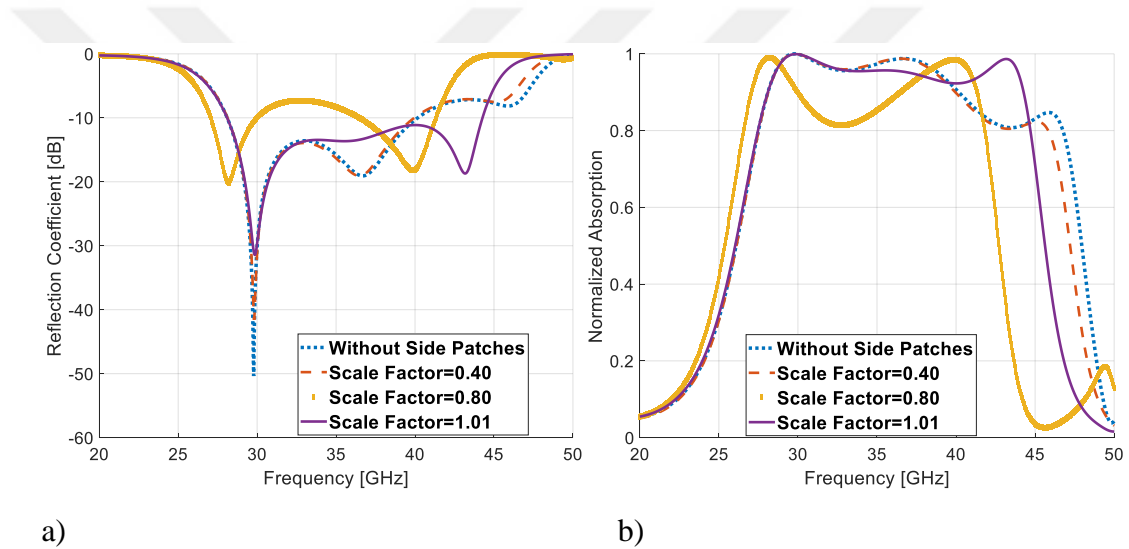 0
-10
-20
-30
-40
-50
-60
Reflection Coefficient [dB]
Without Side Patches
Scale Factor=0.40
Scale Factor=0.80
Scale Factor=1.01
20 25 30 35 40 45 50
Frequency [GHz]
a)
1
0.8
0.6
0.4
0.2
0
Normalized Absorption
Without Side Patches
Scale Factor=0.40
Scale Factor=0.80
Scale Factor=1.01
20 25 30 35 40 45 50
Frequency [GHz]
b)